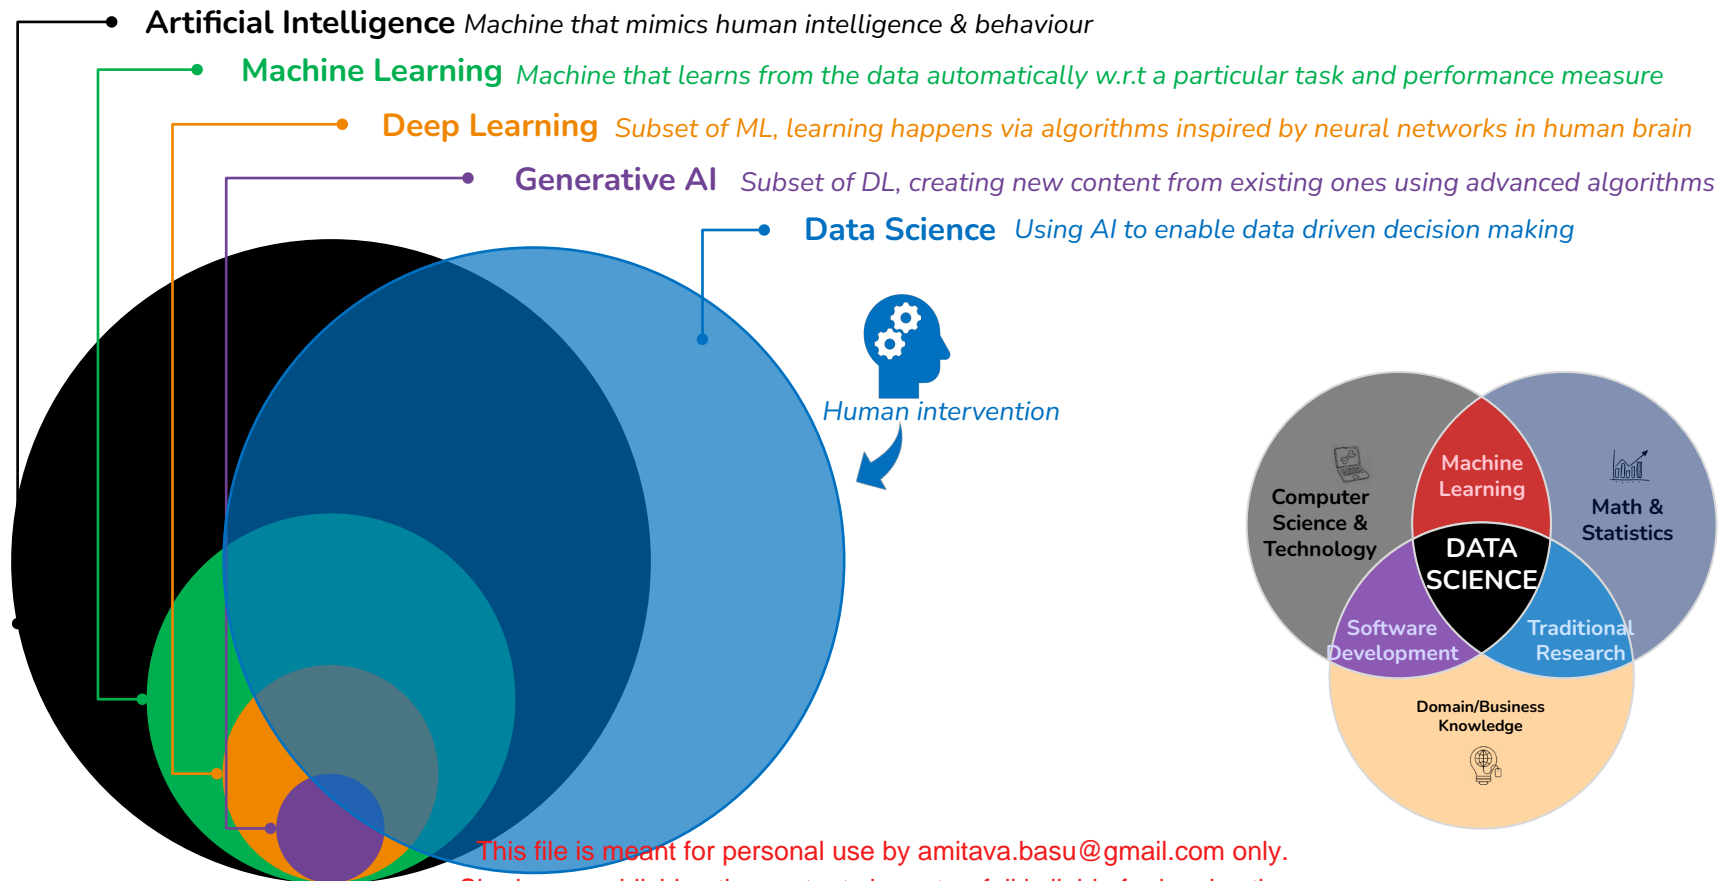 Artificial Intelligence Machine that mimics human intelligence & behaviour
Machine Learning Machine that learns from the data automatically w.r.t a particular task and performance measure
Deep Learning Subset of ML, learning happens via algorithms inspired by neural networks in human brain
Generative AI Subset of DL, creating new content from existing ones using advanced algorithms
Data Science Using AI to enable data driven decision making
Human intervention
Computer
Science &
Technology
Machine
Learning
Math &
Statistics
DATA
SCIENCE
Software
Development
Traditional
Research
Domain/Business
Knowledge
This file is meant for personal use by amitava.basu@gmail.com only.